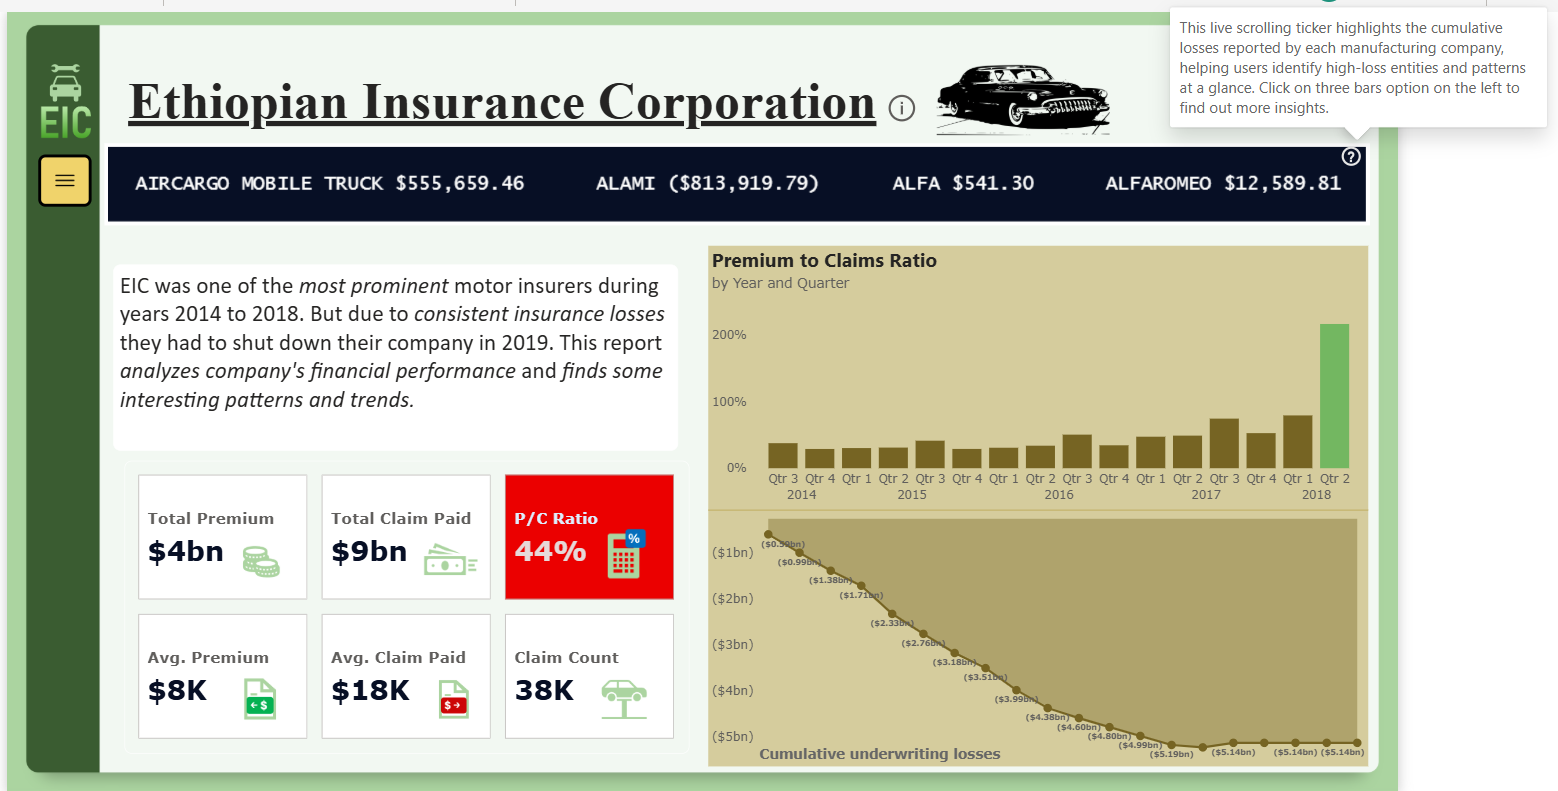 This live scrolling ticker highlights the cumulative
losses reported by each manufacturing company,
helping users identify high-loss entities and patterns
at a glance. Click on three bars option on the left to
find out more insights.
EIC
Ethiopian Insurance Corporation
AIRCARGO MOBILE TRUCK $555,659.46 ALAMI ($813,919.79) ALFA $541.30 ALFAROMEO $12,589.81
EIC was one of the most prominent motor insurers during
years 2014 to 2018. But due to consistent insurance losses
they had to shut down their company in 2019. This report
analyzes company's financial performance and finds some
interesting patterns and trends.
Total Premium
$4bn
Total Claim Paid
$9bn
P/C Ratio
44%
%
Avg. Premium
$8K
$
Avg. Claim Paid
$18K
$
Claim Count
38K
Premium to Claims Ratio
by Year and Quarter
200%
100%
0%
Qtr 3 Qtr 4 Qtr 1 Qtr 2 Qtr 3 Qtr 4 Qtr 1 Qtr 2 Qtr 3 Qtr 4 Qtr 1 Qtr 2 Qtr 3 Qtr 4 Qtr 1 Qtr 2
2014 2015 2016 2017 2018
($1bn)
($2bn)
($3bn)
($4bn)
($5bn)
($0.59bn)
($0.99bn)
($1.38bn)
($1.71bn)
($2.33bn)
($2.76bn)
($3.18bn)
($3.51bn)
($3.99bn)
($4.38bn)
($4.60bn)
($4.80bn)
($4.99bn)
($5.19bn)
($5.14bn)
($5.14bn)
($5.14bn)
Cumulative underwriting losses